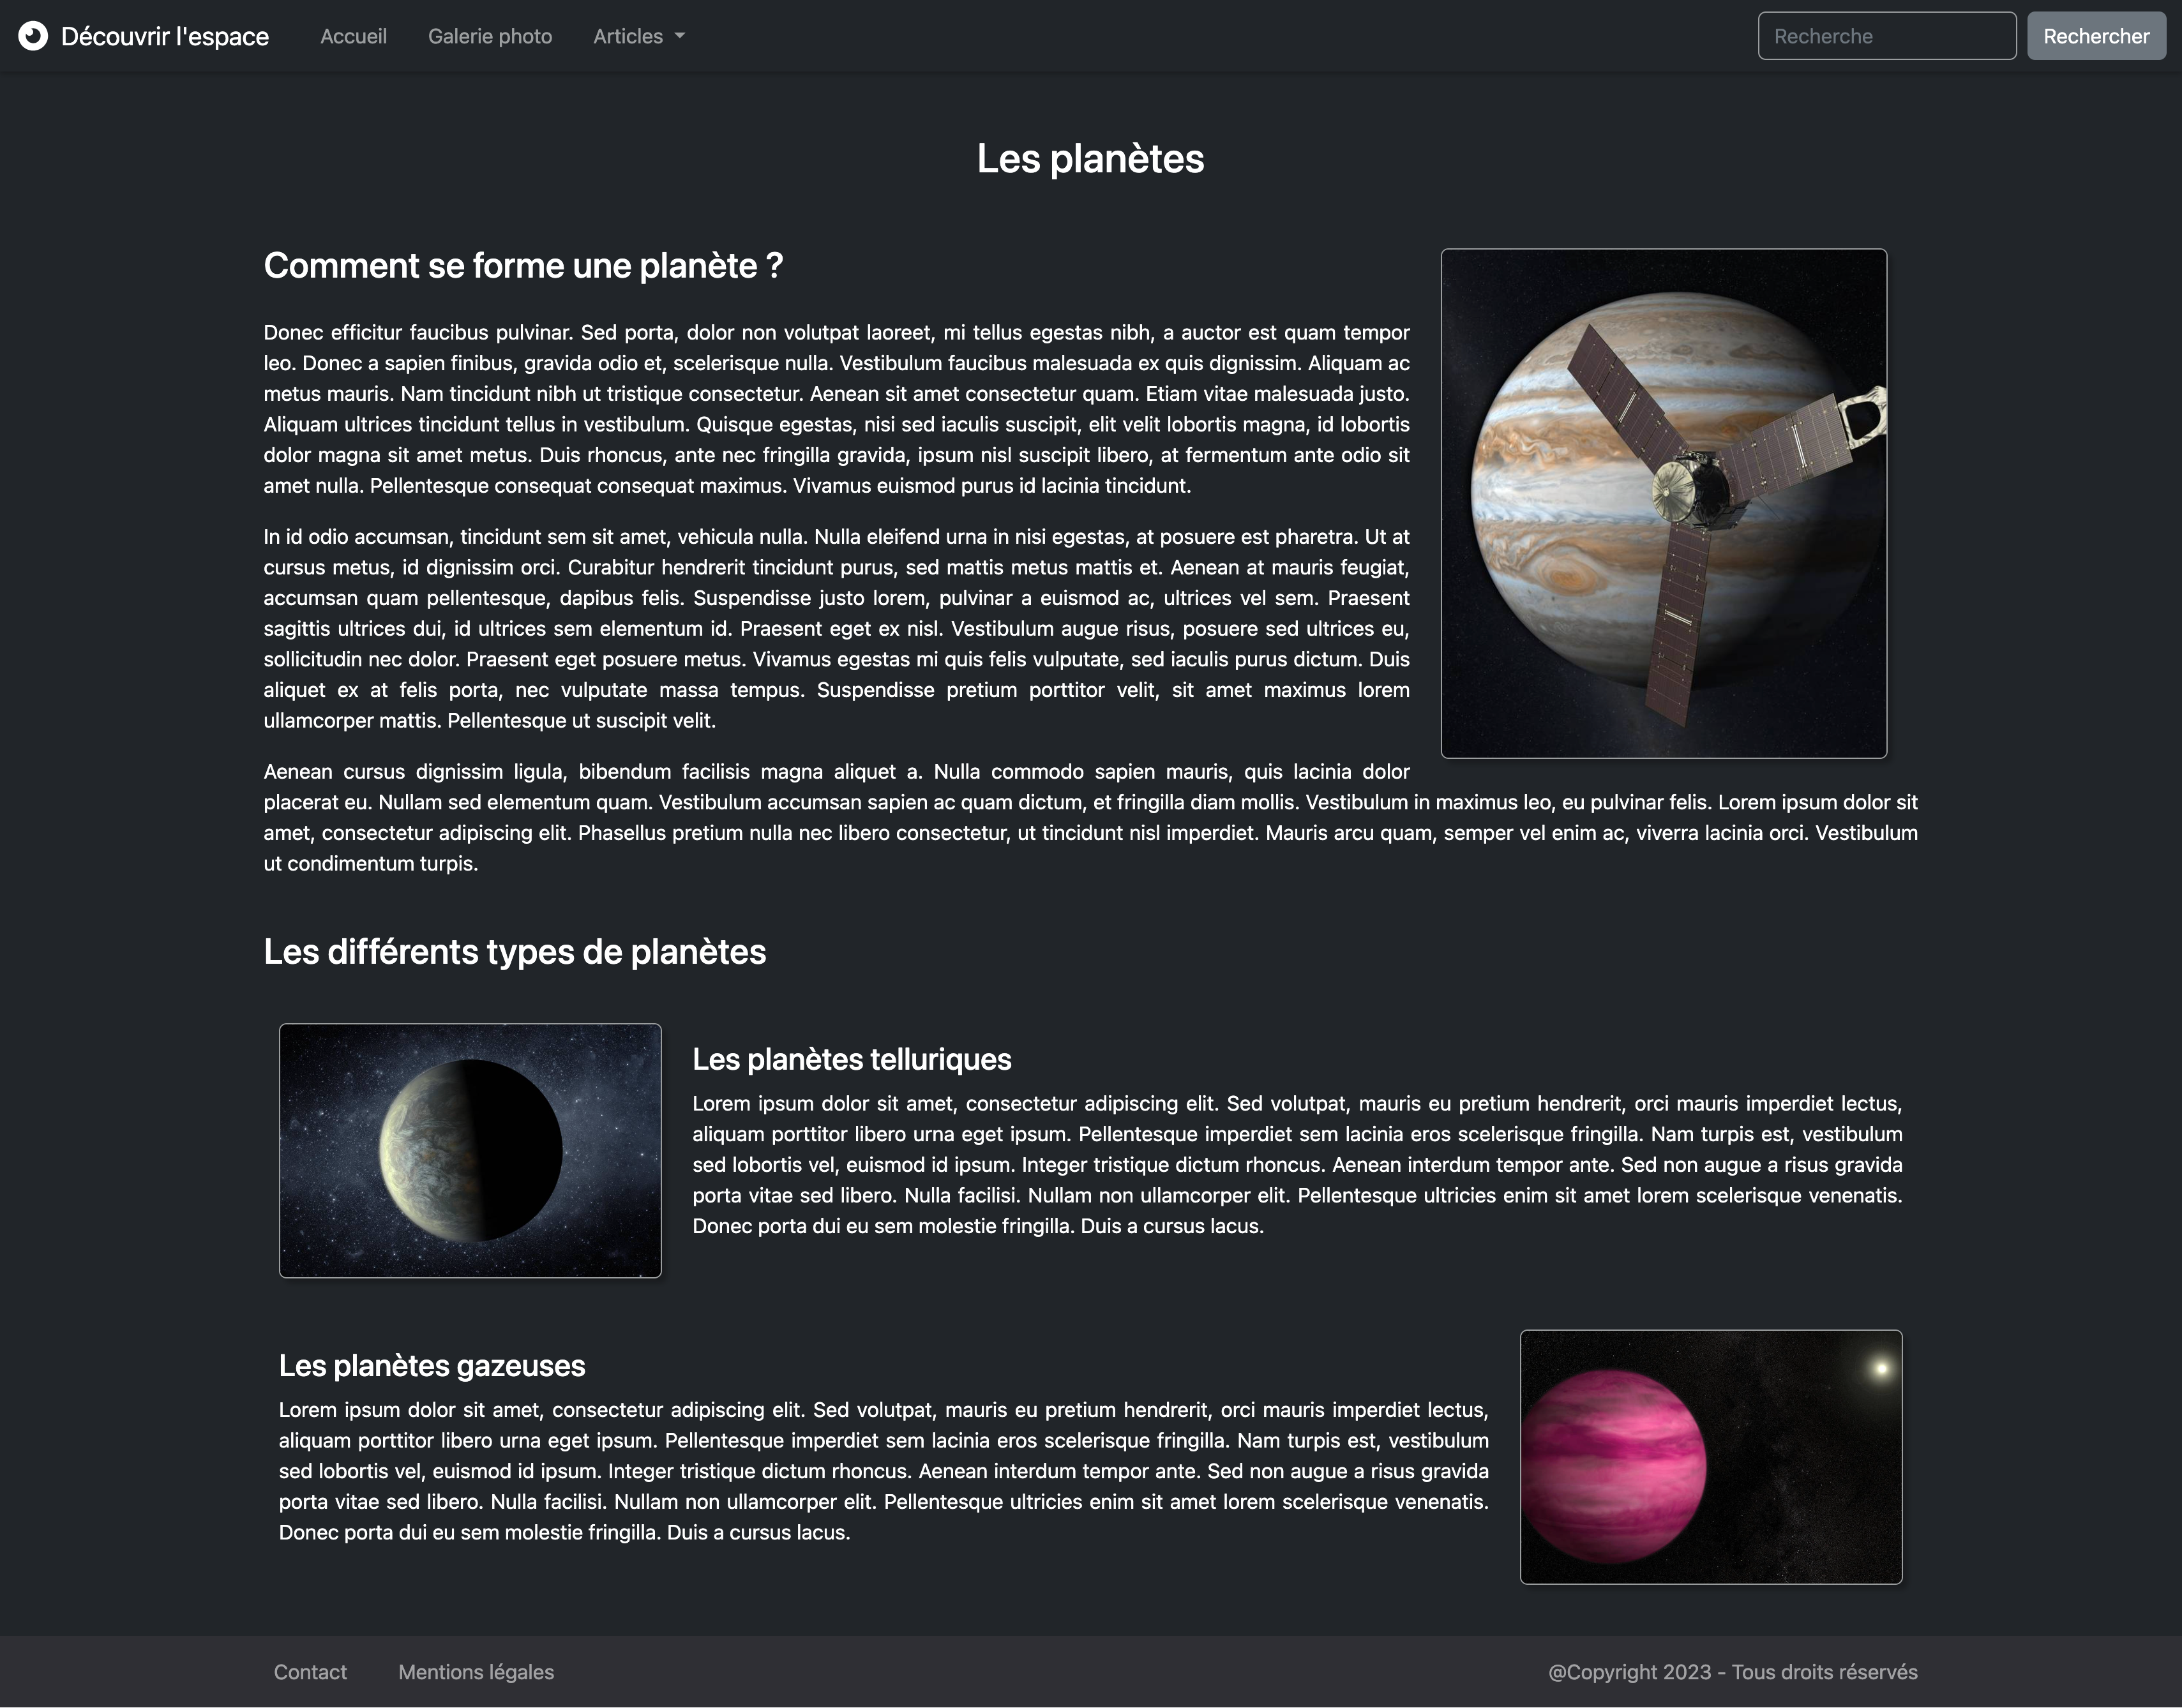 Découvrir l'espace
Accueil
Galerie photo
Articles
Recherche
Rechercher
Les planètes
Comment se forme une planète ?
Donec efficitur faucibus pulvinar. Sed porta, dolor non volutpat laoreet, mi tellus egestas nibh, a auctor est quam tempor
leo. Donec a sapien finibus, gravida odio et, scelerisque nulla. Vestibulum faucibus malesuada ex quis dignissim. Aliquam ac
metus mauris. Nam tincidunt nibh ut tristique consectetur. Aenean sit amet consectetur quam. Etiam vitae malesuada justo.
Aliquam ultrices tincidunt tellus in vestibulum. Quisque egestas, nisi sed iaculis suscipit, elit velit lobortis magna, id lobortis
dolor magna sit amet metus. Duis rhoncus, ante nec fringilla gravida, ipsum nisl suscipit libero, at fermentum ante odio sit
amet nulla. Pellentesque consequat consequat maximus. Vivamus euismod purus id lacinia tincidunt.
In id odio accumsan, tincidunt sem sit amet, vehicula nulla. Nulla eleifend urna in nisi egestas, at posuere est pharetra. Ut at
cursus metus, id dignissim orci. Curabitur hendrerit tincidunt purus, sed mattis metus mattis et. Aenean at mauris feugiat,
accumsan quam pellentesque, dapibus felis. Suspendisse justo lorem, pulvinar a euismod ac, ultrices vel sem. Praesent
sagittis ultrices dui, id ultrices sem elementum id. Praesent eget ex nisl. Vestibulum augue risus, posuere sed ultrices eu,
sollicitudin nec dolor. Praesent eget posuere metus. Vivamus egestas mi quis felis vulputate, sed iaculis purus dictum. Duis
aliquet ex at felis porta, nec vulputate massa tempus. Suspendisse pretium porttitor velit, sit amet maximus lorem
ullamcorper mattis. Pellentesque ut suscipit velit.
Aenean cursus dignissim ligula, bibendum facilisis magna aliquet a. Nulla commodo sapien mauris, quis lacinia dolor
placerat eu. Nullam sed elementum quam. Vestibulum accumsan sapien ac quam dictum, et fringilla diam mollis. Vestibulum in maximus leo, eu pulvinar felis. Lorem ipsum dolor sit
amet, consectetur adipiscing elit. Phasellus pretium nulla nec libero consectetur, ut tincidunt nisl imperdiet. Mauris arcu quam, semper vel enim ac, viverra lacinia orci. Vestibulum
ut condimentum turpis.
Les différents types de planètes
Les planètes telluriques
Lorem ipsum dolor sit amet, consectetur adipiscing elit. Sed volutpat, mauris eu pretium hendrerit, orci mauris imperdiet lectus,
aliquam porttitor libero urna eget ipsum. Pellentesque imperdiet sem lacinia eros scelerisque fringilla. Nam turpis est, vestibulum
sed lobortis vel, euismod id ipsum. Integer tristique dictum rhoncus. Aenean interdum tempor ante. Sed non augue a risus gravida
porta vitae sed libero. Nulla facilisi. Nullam non ullamcorper elit. Pellentesque ultricies enim sit amet lorem scelerisque venenatis.
Donec porta dui eu sem molestie fringilla. Duis a cursus lacus.
Les planètes gazeuses
Lorem ipsum dolor sit amet, consectetur adipiscing elit. Sed volutpat, mauris eu pretium hendrerit, orci mauris imperdiet lectus,
aliquam porttitor libero urna eget ipsum. Pellentesque imperdiet sem lacinia eros scelerisque fringilla. Nam turpis est, vestibulum
sed lobortis vel, euismod id ipsum. Integer tristique dictum rhoncus. Aenean interdum tempor ante. Sed non augue a risus gravida
porta vitae sed libero. Nulla facilisi. Nullam non ullamcorper elit. Pellentesque ultricies enim sit amet lorem scelerisque venenatis.
Donec porta dui eu sem molestie fringilla. Duis a cursus lacus.
Contact
Mentions légales
@Copyright 2023 - Tous droits réservés